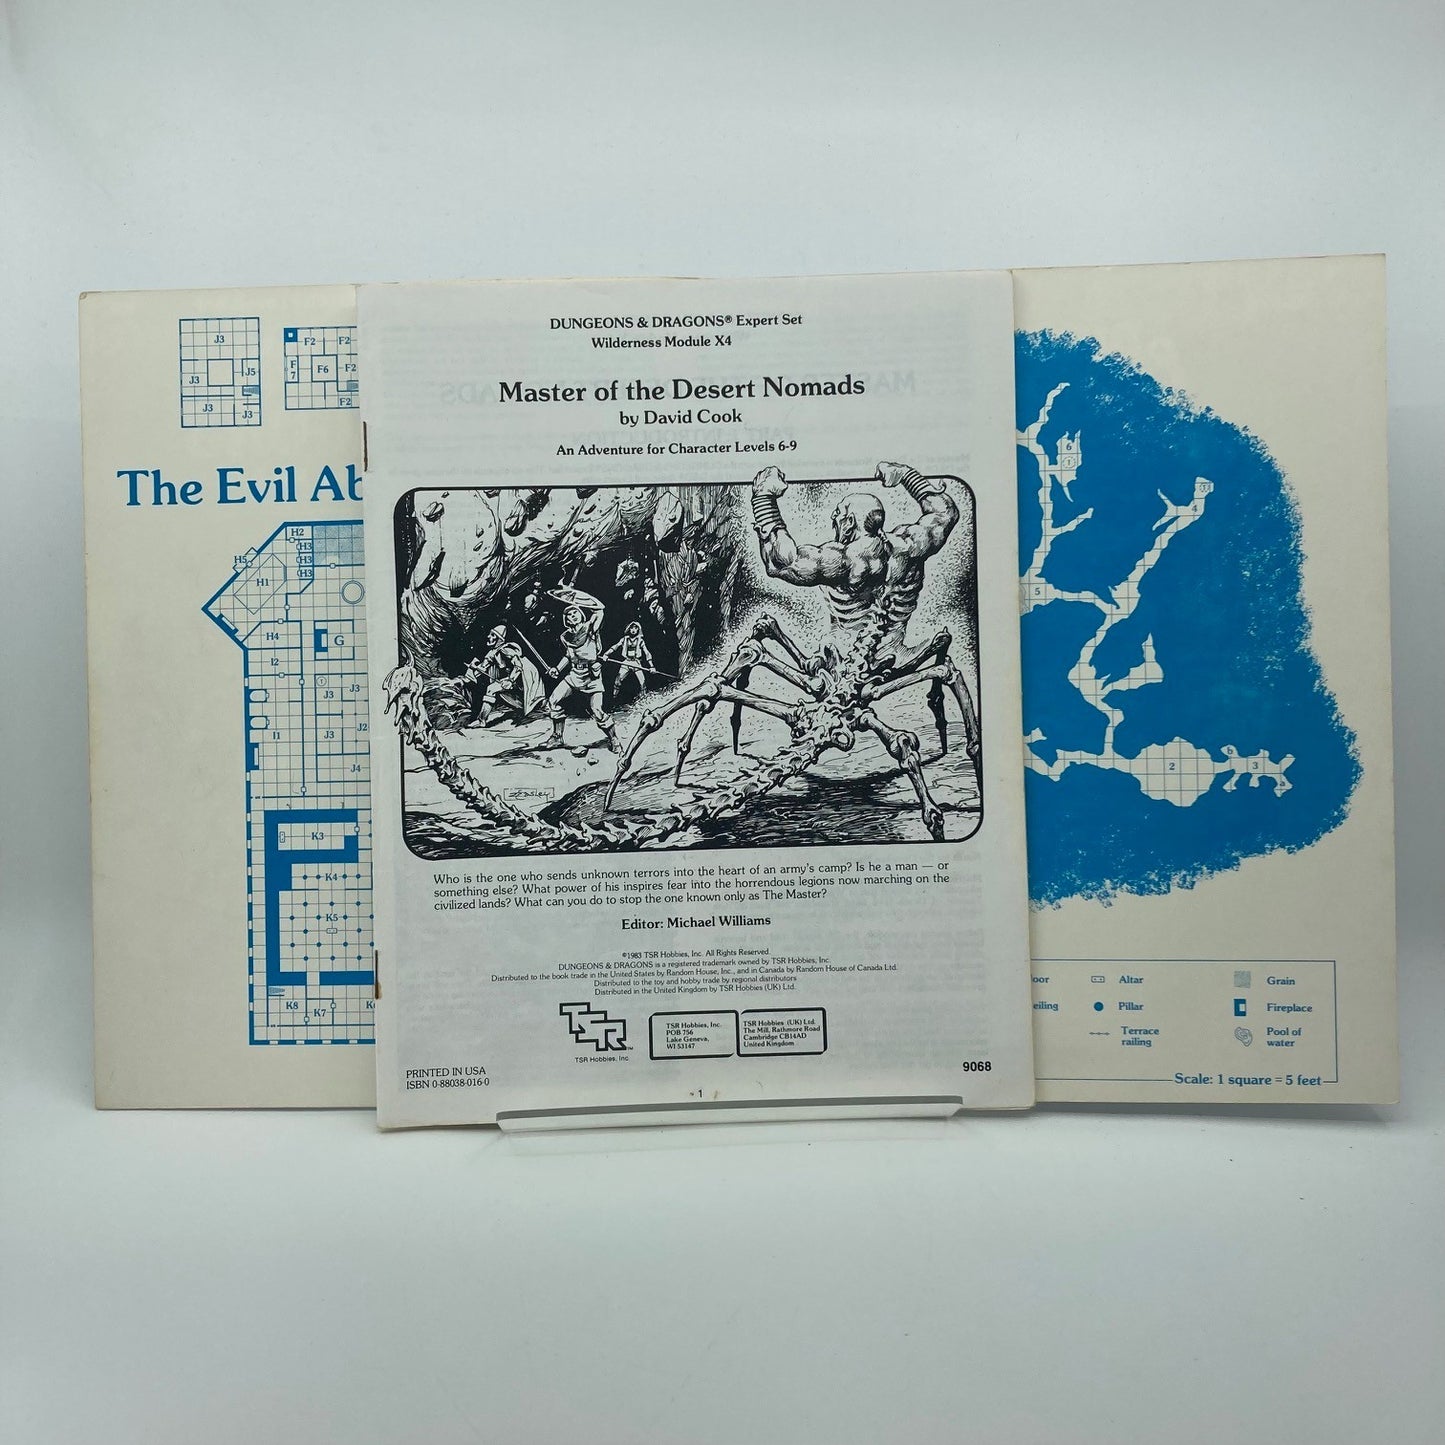 J3
J3
J5
J3
J3
F2
F2
F
7
F6
F2
F2
The Evil Ab
H2
H3
H3
H3
H5
H1
H4
G
I2
J3
J3
J2
I1
J3
J4
K3
K4
K5
K8
K7
DUNGEONS & DRAGONS® Expert Set
Wilderness Module X4
Master of the Desert Nomads
by David Cook
An Adventure for Character Levels 6-9
EASLEY
Who is the one who sends unknown terrors into the heart of an army's camp? Is he a man — or
something else? What power of his inspires fear into the horrendous legions now marching on the
civilized lands? What can you do to stop the one known only as The Master?
Editor: Michael Williams
©1983 TSR Hobbies, Inc. All Rights Reserved.
DUNGEONS & DRAGONS is a registered trademark owned by TSR Hobbies, Inc.
Distributed to the book trade in the United States by Random House, Inc., and in Canada by Random House of Canada Ltd.
Distributed to the toy and hobby trade by regional distributors
Distributed in the United Kingdom by TSR Hobbies (UK) Ltd.
TSR
TM
TSR Hobbies, Inc.
TSR Hobbies, Inc.
POB 756
Lake Geneva,
WI 53147
TSR Hobbies (UK) Ltd.
The Mill, Rathmore Road
Cambridge CB14AD
United Kingdom
PRINTED IN USA
ISBN 0-88038-016-0
9068
1
6
4
5
2
b
3
oor
eiling
Altar
Pillar
Terrace
railing
Grain
Fireplace
Pool of
water
Scale: 1 square = 5 feet